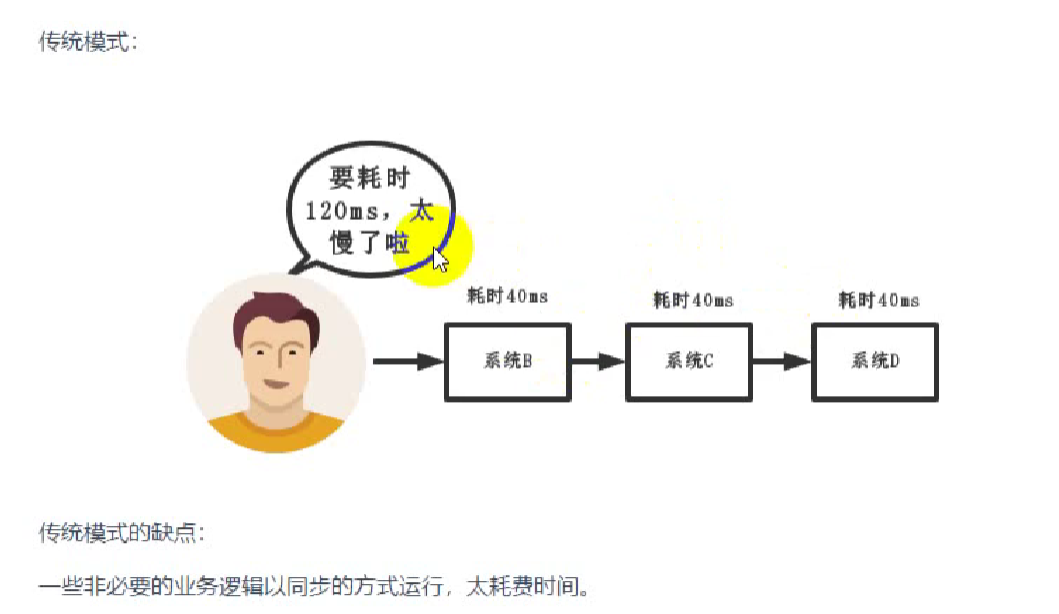 传统模式：
要耗时
120ms，太
慢了啦
耗时40ms
耗时40ms
耗时40ms
系统B
系统C
系统D
传统模式的缺点：
一些非必要的业务逻辑以同步的方式运行，太耗费时间。